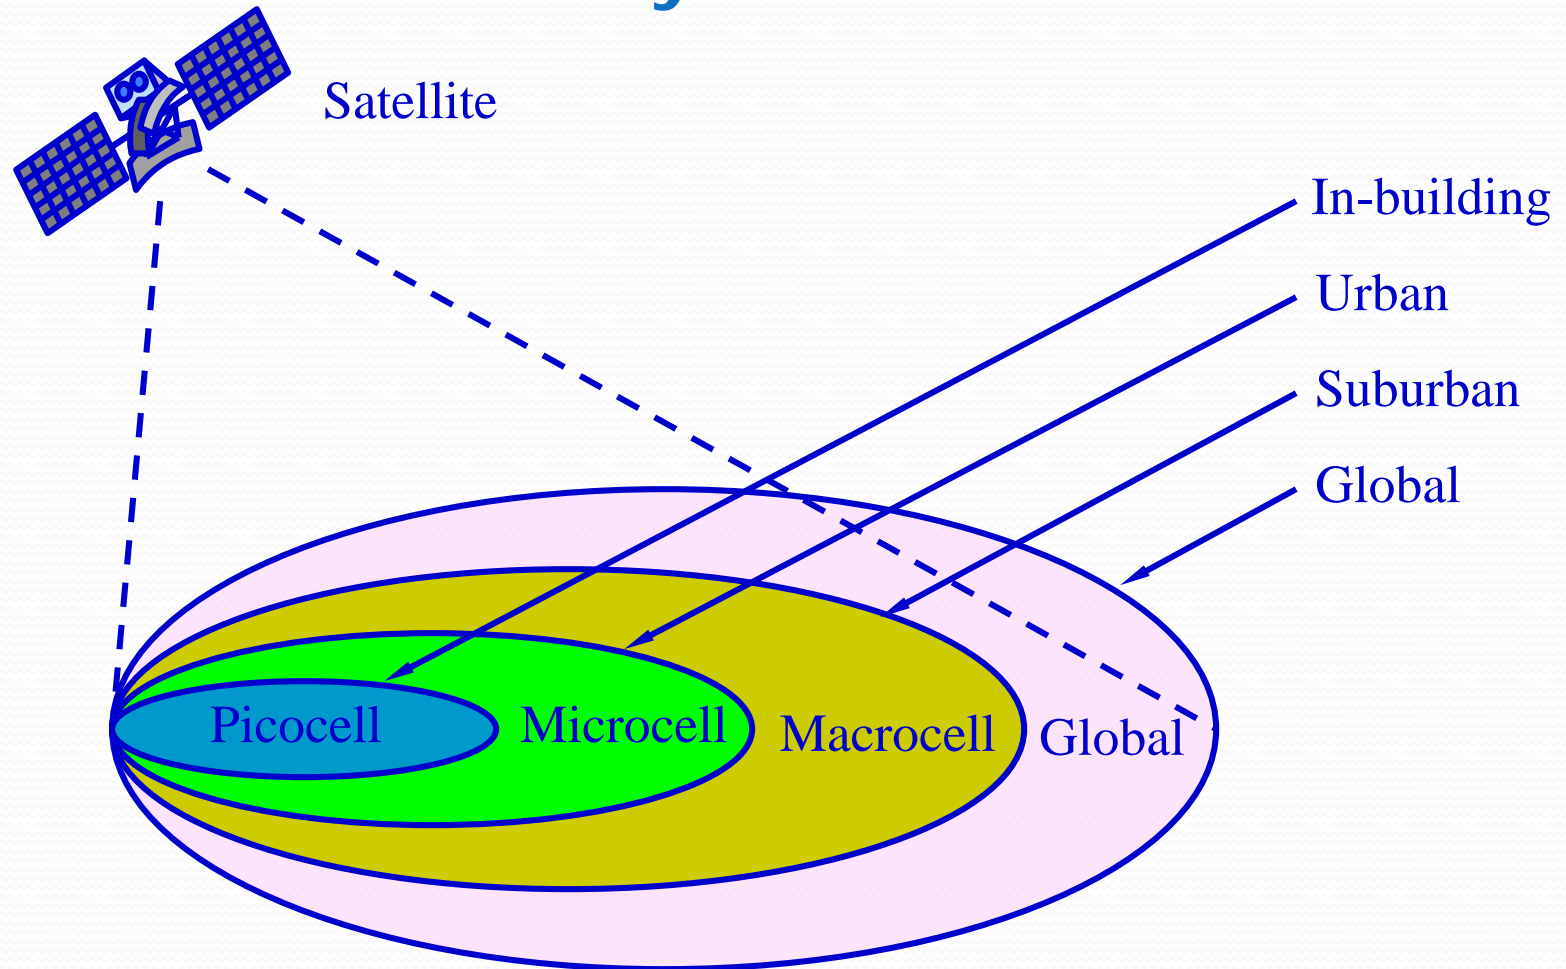 Satellite
In-building
Urban
Suburban
Global
Picocell
Microcell
Macrocell
Global